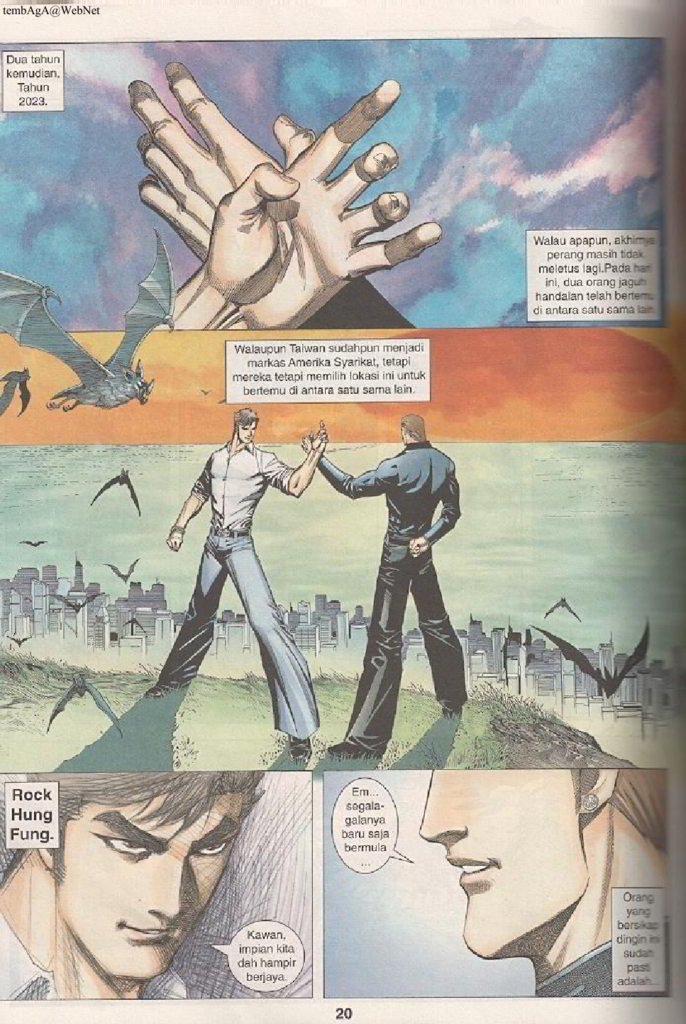 tembAgA@WebNet
Dua tahun
kemudian,
Tahun
2023.
Walau apapun, akhirnya
perang masih tidak
meletus lagi.Pada hari
ini, dua orang jaguh
handalan telah bertemu
di antara satu sama lain.
Walaupun Taiwan sudahpun menjadi
markas Amerika Syarikat, tetapi
mereka tetapi memilih lokasi ini untuk
bertemu di antara satu sama lain.
Rock
Hung
Fung.
Kawan,
impian kita
dah hampir
berjaya.
Em...
segala-
galanya
baru saja
bermula
...
Orang
yang
bersikap
dingin ini
sudah
pasti
adalah...
20